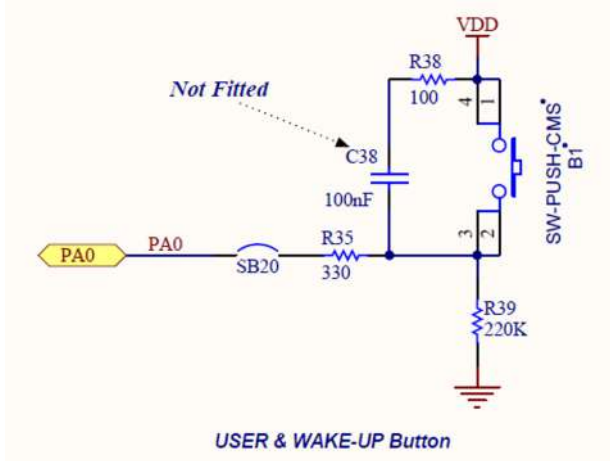 VDD
R38
100
Not Fitted
4
1
C38
100nF
SW-PUSH-CMS
B1
PA0
PA0
SB20
R35
330
3
2
R39
220K
USER & WAKE-UP Button